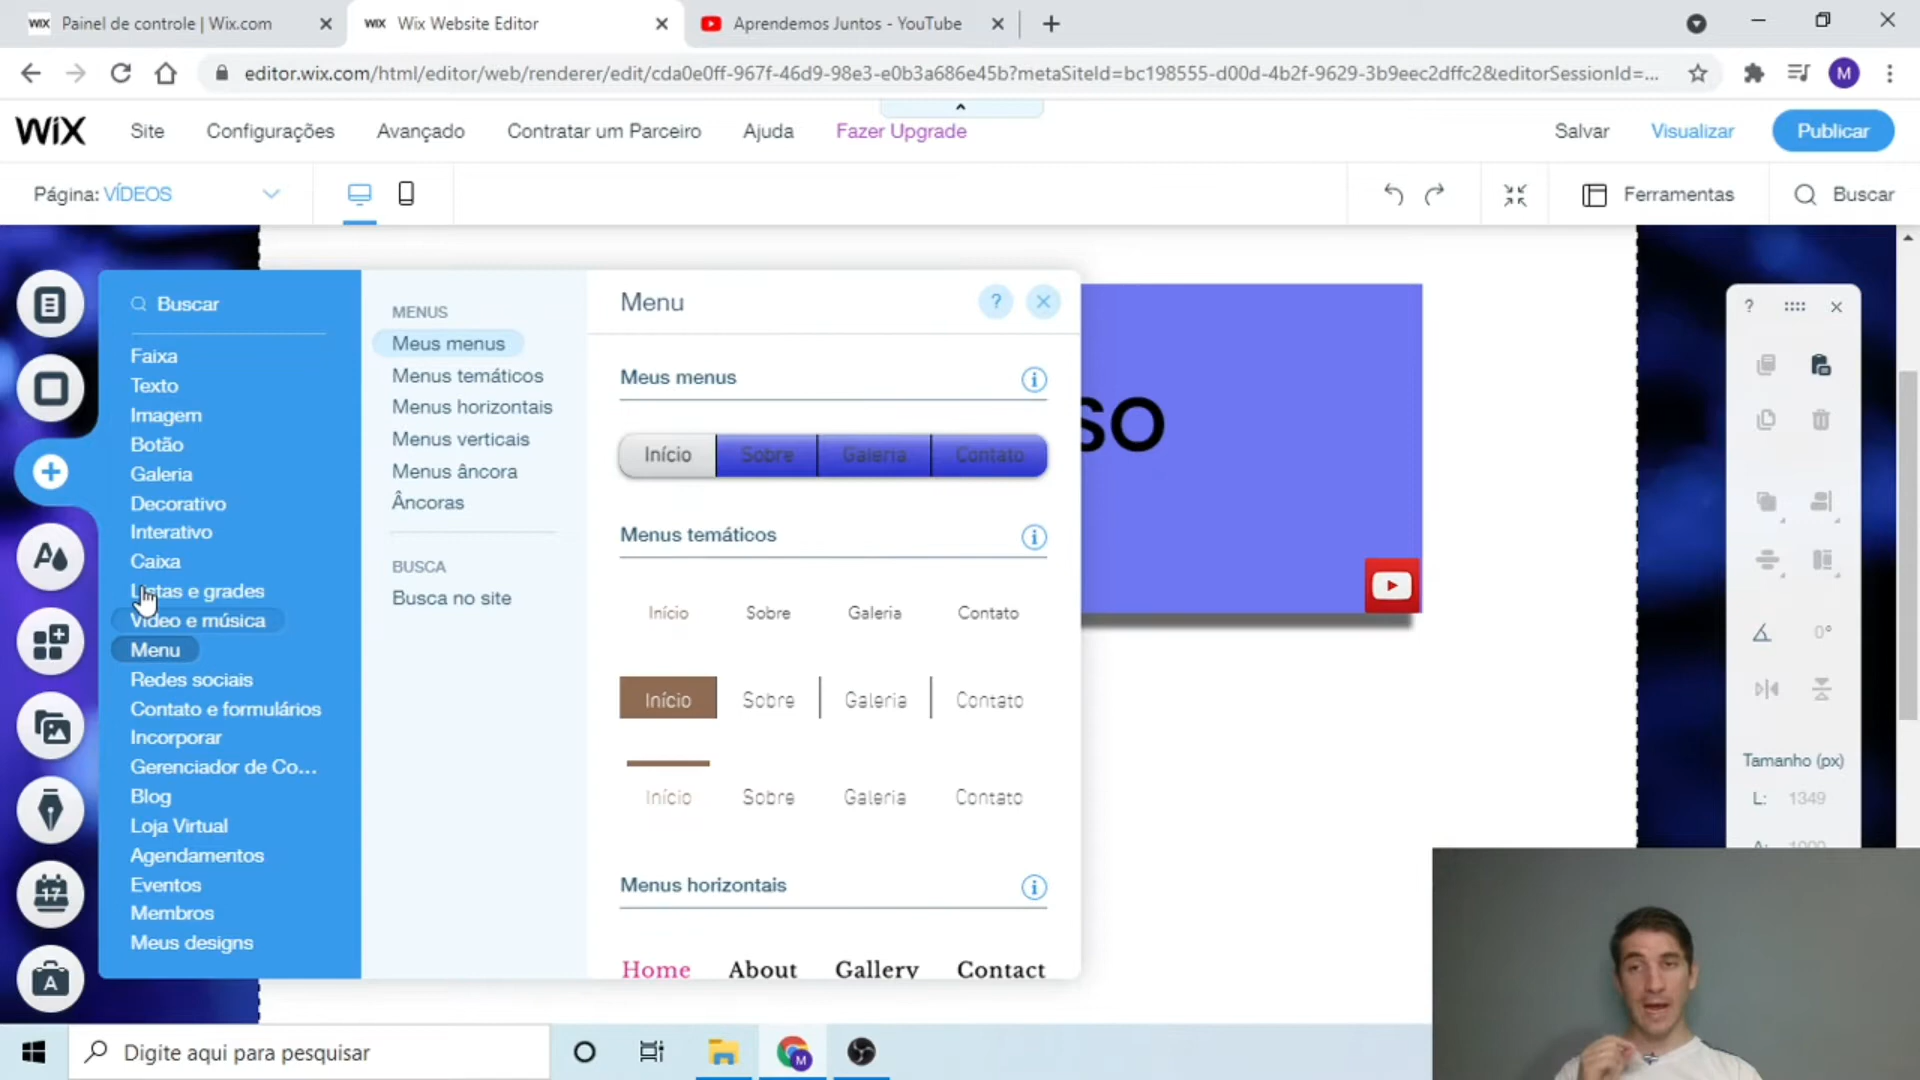 WIX Painel de controle | Wix.com
WIX Wix Website Editor
Aprendemos Juntos - YouTube
editor.wix.com/html/editor/web/renderer/edit/cda0e0ff-967f-46d9-98e3-e0b3a686e45b?metaSiteId=bc198555-d00d-4b2f-9629-3b9eec2dffc2&editorSessionId=...
M
WiX Site Configurações Avançado Contratar um Parceiro Ajuda Fazer Upgrade Salvar Visualizar Publicar
Página: VÍDEOS
Ferramentas
Buscar
Buscar
Faixa
Texto
Imagem
Botão
Galeria
Decorativo
Interativo
Caixa
Listas e grades
Vídeo e música
Menu
Redes sociais
Contato e formulários
Incorporar
Gerenciador de Co...
Blog
Loja Virtual
Agendamentos
Eventos
Membros
Meus designs
17
A
A
MENUS
Meus menus
Menus temáticos
Menus horizontais
Menus verticais
Menus âncora
Âncoras
BUSCA
Busca no site
Menu
?
Meus menus
Início Sobre Galeria Contato
Menus temáticos
Início Sobre Galeria Contato
Início Sobre Galeria Contato
Início Sobre Galeria Contato
Menus horizontais
Home About Gallery Contact
SO
?
0°
Tamanho (px)
L: 1349
Digite aqui para pesquisar
M